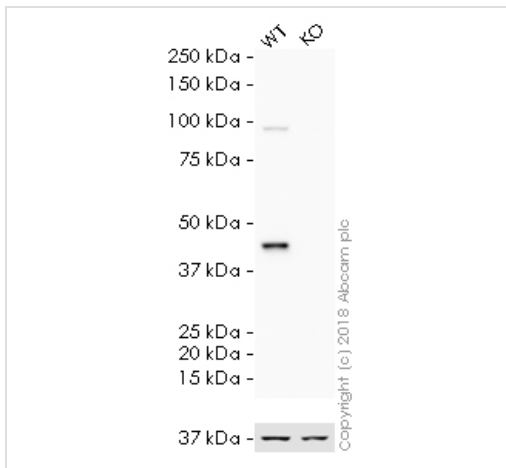 WT KO
250 kDa -
150 kDa -
100 kDa -
75 kDa -
50 kDa -
37 kDa -
25 kDa -
20 kDa -
15 kDa -
37 kDa -
Copyright (c) 2018 Abcam plc